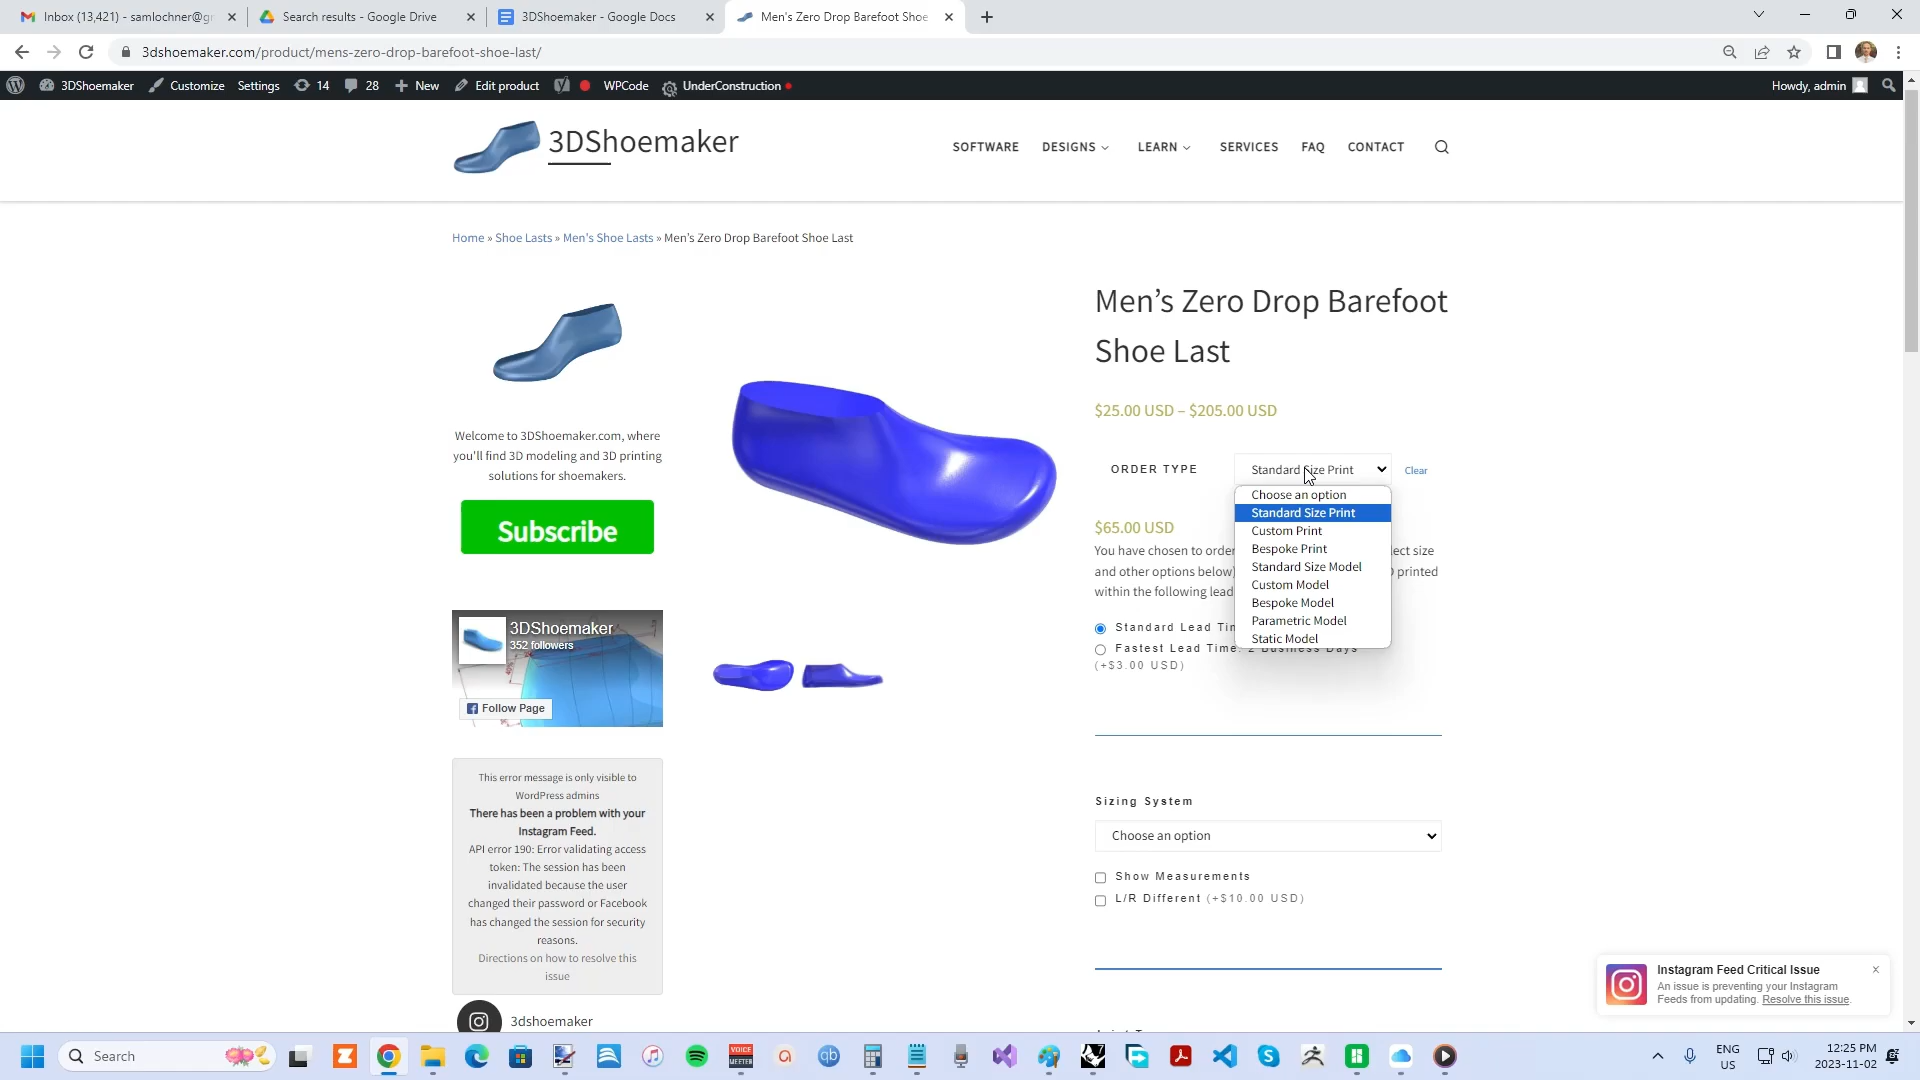 Inbox (13,421) - samlochner@gr
Search results - Google Drive
3DShoemaker - Google Docs
Men's Zero Drop Barefoot Shoe
3dshoemaker.com/product/mens-zero-drop-barefoot-shoe-last/
3DShoemaker
Customize
Settings
14
28
New
Edit product
WPCode
UnderConstruction
Howdy, admin
3DShoemaker
SOFTWARE
DESIGNS
LEARN
SERVICES
FAQ
CONTACT
Home » Shoe Lasts » Men's Shoe Lasts » Men's Zero Drop Barefoot Shoe Last
Welcome to 3DShoemaker.com, where
you'll find 3D modeling and 3D printing
solutions for shoemakers.
Subscribe
3DShoemaker
352 followers
Follow Page
This error message is only visible to
WordPress admins
There has been a problem with your
Instagram Feed.
API error 190: Error validating access
token: The session has been
invalidated because the user
changed their password or Facebook
has changed the session for security
reasons.
Directions on how to resolve this
issue
3dshoemaker
Men's Zero Drop Barefoot
Shoe Last
$25.00 USD – $205.00 USD
ORDER TYPE
Standard Size Print
Clear
Choose an option
Standard Size Print
Custom Print
Bespoke Print
Standard Size Model
Custom Model
Bespoke Model
Parametric Model
Static Model
$65.00 USD
You have chosen to order
lect size
and other options below)
D printed
within the following lead
Standard Lead Tim
Fastest Lead Time: 2 Business Days
(+$3.00 USD)
Sizing System
Choose an option
Show Measurements
L/R Different (+$10.00 USD)
Instagram Feed Critical Issue
An issue is preventing your Instagram
Feeds from updating. Resolve this issue.
Search
VOICE
MEETER
qb
ENG
US
12:25 PM
2023-11-02